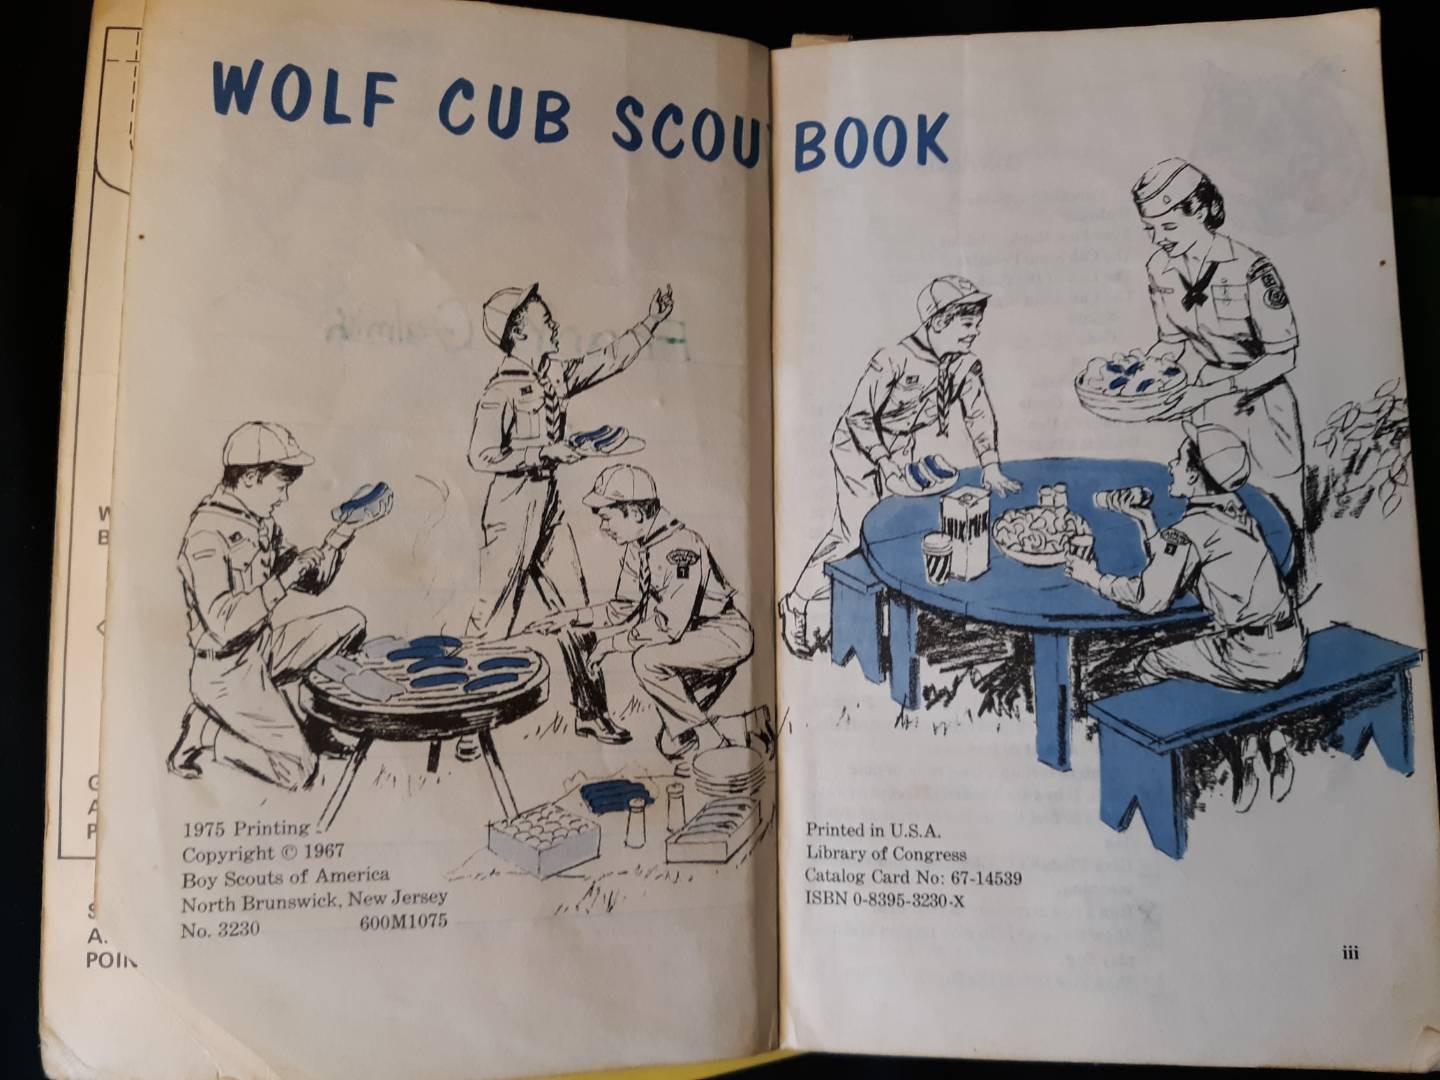 WOLF CUB SCOU BOOK
MILK
1975 Printing
Copyright © 1967
Boy Scouts of America
North Brunswick, New Jersey
No. 3230 600M1075
Printed in U.S.A.
Library of Congress
Catalog Card No: 67-14539
ISBN 0-8395-3230-X
iii